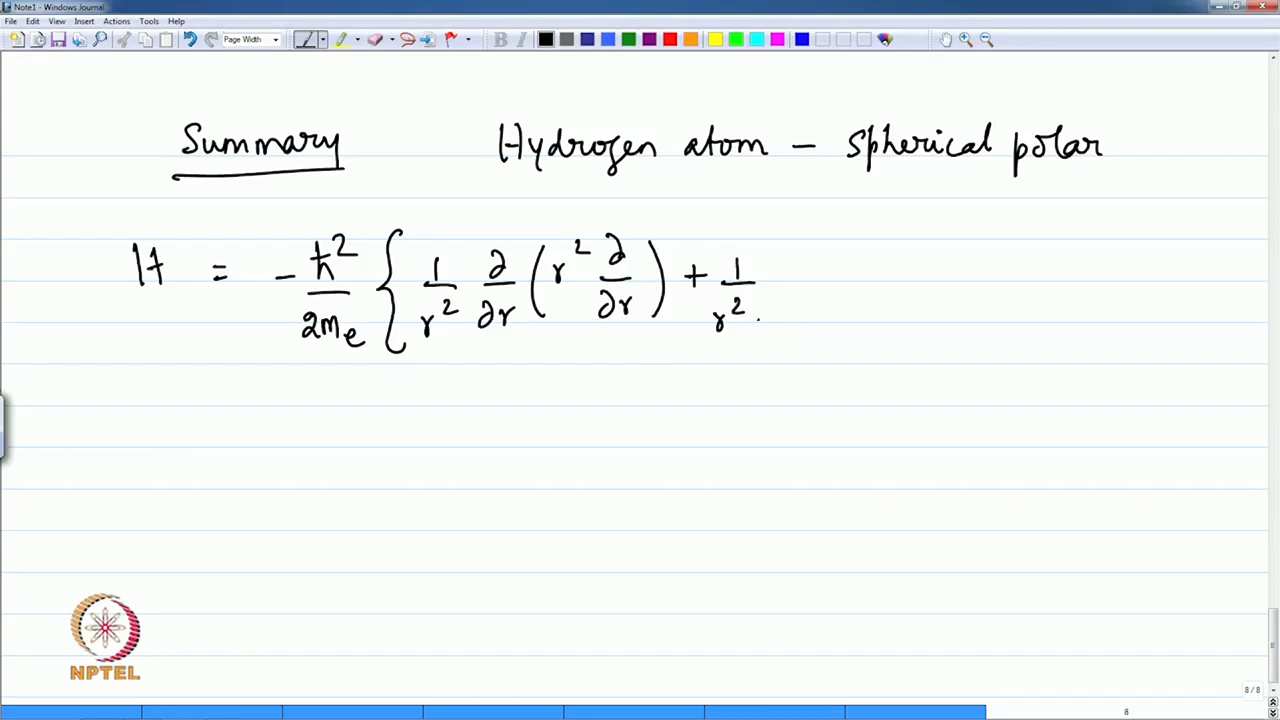 Note1 - Windows Journal
File Edit View Insert Actions Tools Help
Page Width
Summary Hydrogen atom - spherical polar
H = - ħ²/2mₑ { 1/r² ∂/∂r ( r² ∂/∂r ) + 1/r²
NPTEL
8/8
8